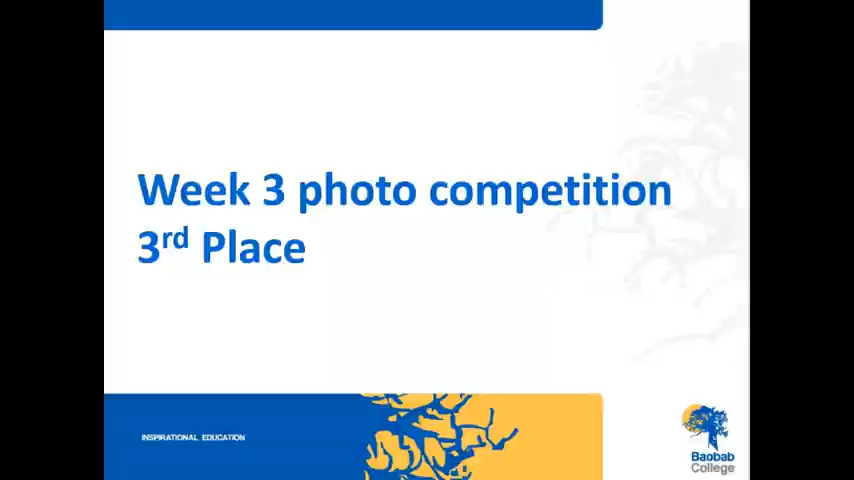 Week 3 photo competition
3rd Place
INSPIRATIONAL EDUCATION
Baobab
College